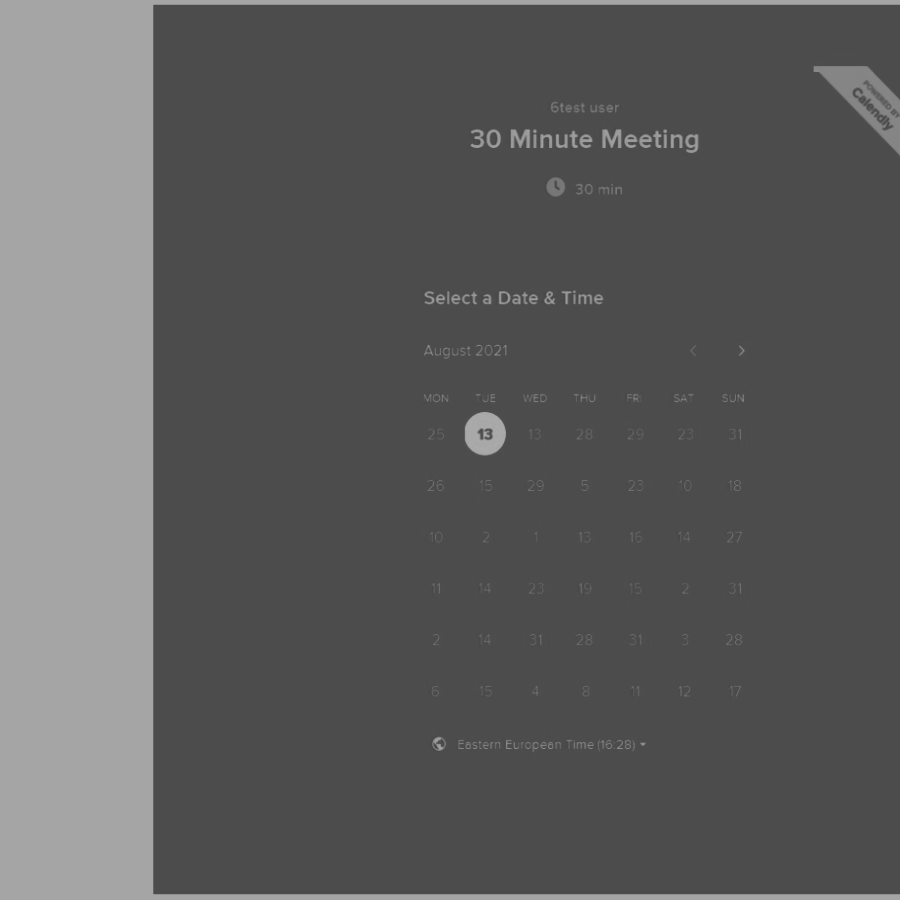 POWERED BY
Calendly
6test user
30 Minute Meeting
30 min
Select a Date & Time
August 2021
MON TUE WED THU FRI SAT SUN
25 13 13 28 29 23 31
26 15 29 5 23 10 18
10 2 1 13 16 14 27
11 14 23 19 15 2 31
2 14 31 28 31 3 28
6 15 4 8 11 12 17
Eastern European Time (16:28)